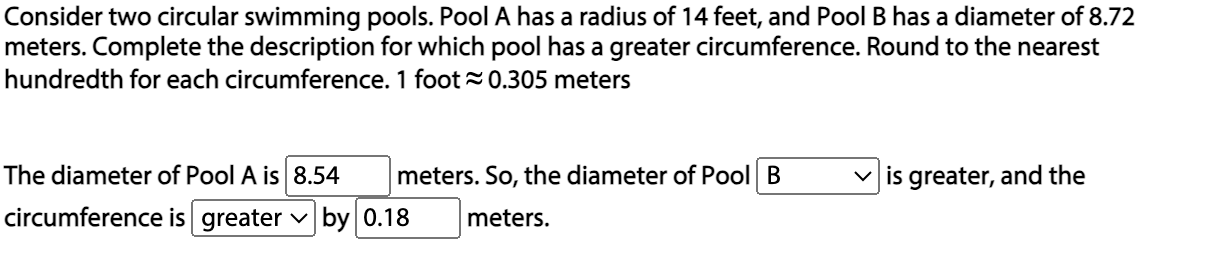 Consider two circular swimming pools. Pool A has a radius of 14 feet, and Pool B has a diameter of 8.72
meters. Complete the description for which pool has a greater circumference. Round to the nearest
hundredth for each circumference. 1 foot ≈ 0.305 meters
The diameter of Pool A is 8.54 meters. So, the diameter of Pool B is greater, and the
circumference is greater by 0.18 meters.